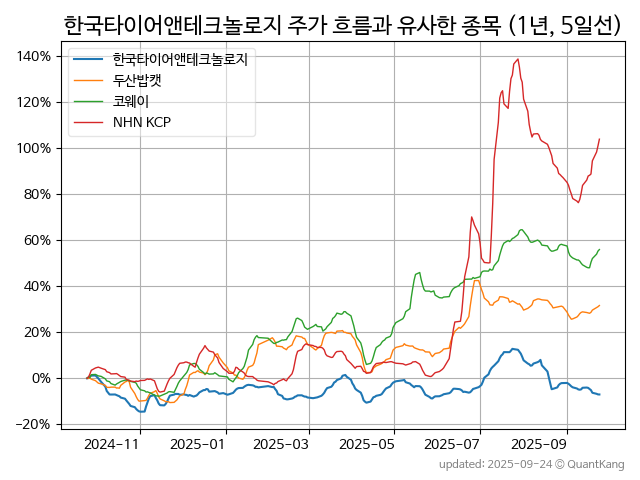 한국타이어앤테크놀로지 주가 흐름과 유사한 종목 (1년, 5일선)
한국타이어앤테크놀로지
두산밥캣
코웨이
NHN KCP
140%
120%
100%
80%
60%
40%
20%
0%
−20%
2024-11 2025-01 2025-03 2025-05 2025-07 2025-09
updated: 2025-09-24 © QuantKang